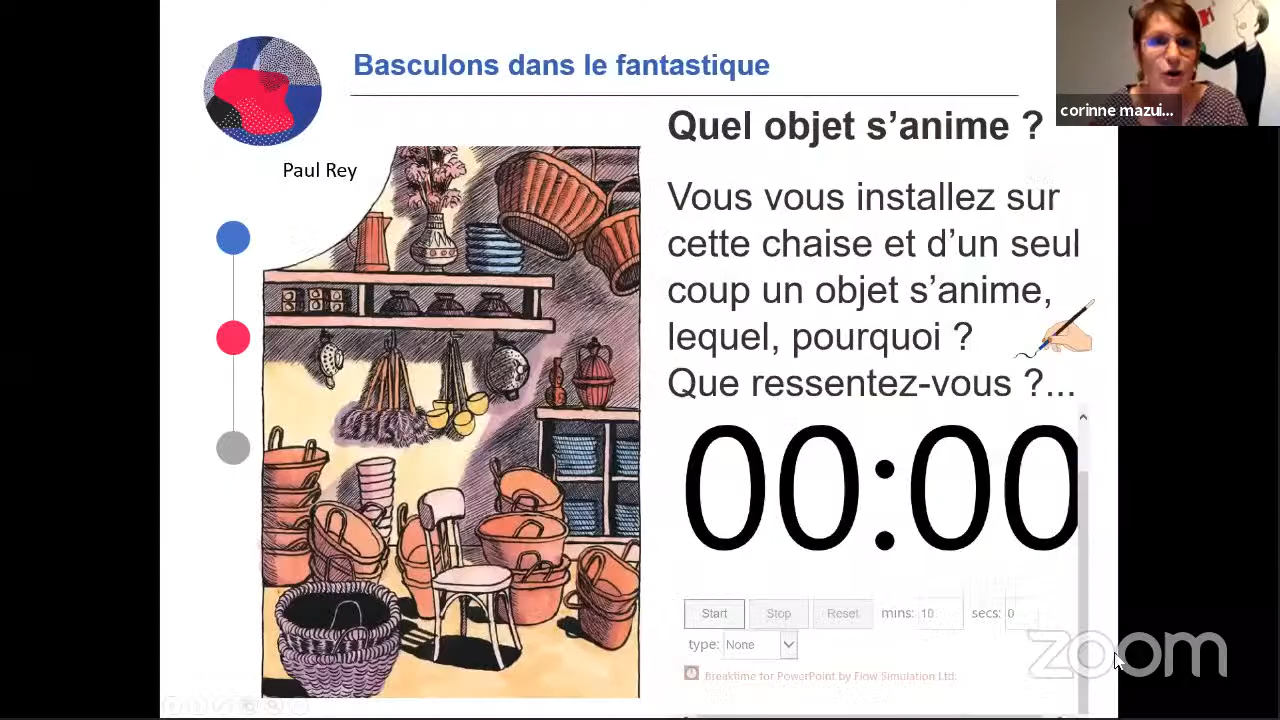 Basculons dans le fantastique
corinne mazui...
Quel objet s’anime ?
Paul Rey
Vous vous installez sur
cette chaise et d’un seul
coup un objet s’anime,
lequel, pourquoi ?
Que ressentez-vous ?...
00:00
Start Stop Reset mins: 10 secs: 0
type: None
Breaktime for PowerPoint by Flow Simulation Ltd.
zoom